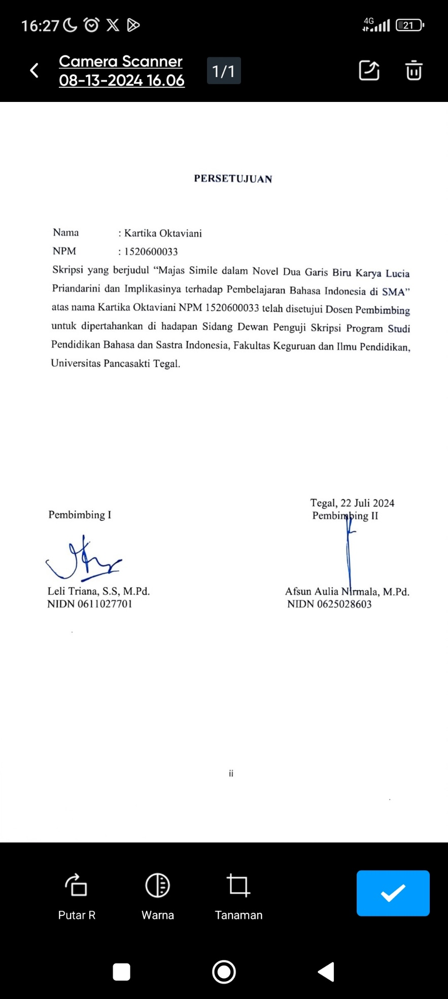 16:27 X 4G 21
Camera Scanner
08-13-2024 16.06
1/1
PERSETUJUAN
Nama : Kartika Oktaviani
NPM : 1520600033
Skripsi yang berjudul “Majas Simile dalam Novel Dua Garis Biru Karya Lucia
Priandarini dan Implikasinya terhadap Pembelajaran Bahasa Indonesia di SMA”
atas nama Kartika Oktaviani NPM 1520600033 telah disetujui Dosen Pembimbing
untuk dipertahankan di hadapan Sidang Dewan Penguji Skripsi Program Studi
Pendidikan Bahasa dan Sastra Indonesia, Fakultas Keguruan dan Ilmu Pendidikan,
Universitas Pancasakti Tegal.
Tegal, 22 Juli 2024
Pembimbing I Pembimbing II
Leli Triana, S.S, M.Pd. Afsun Aulia Nirmala, M.Pd.
NIDN 0611027701 NIDN 0625028603
ii
Putar R Warna Tanaman